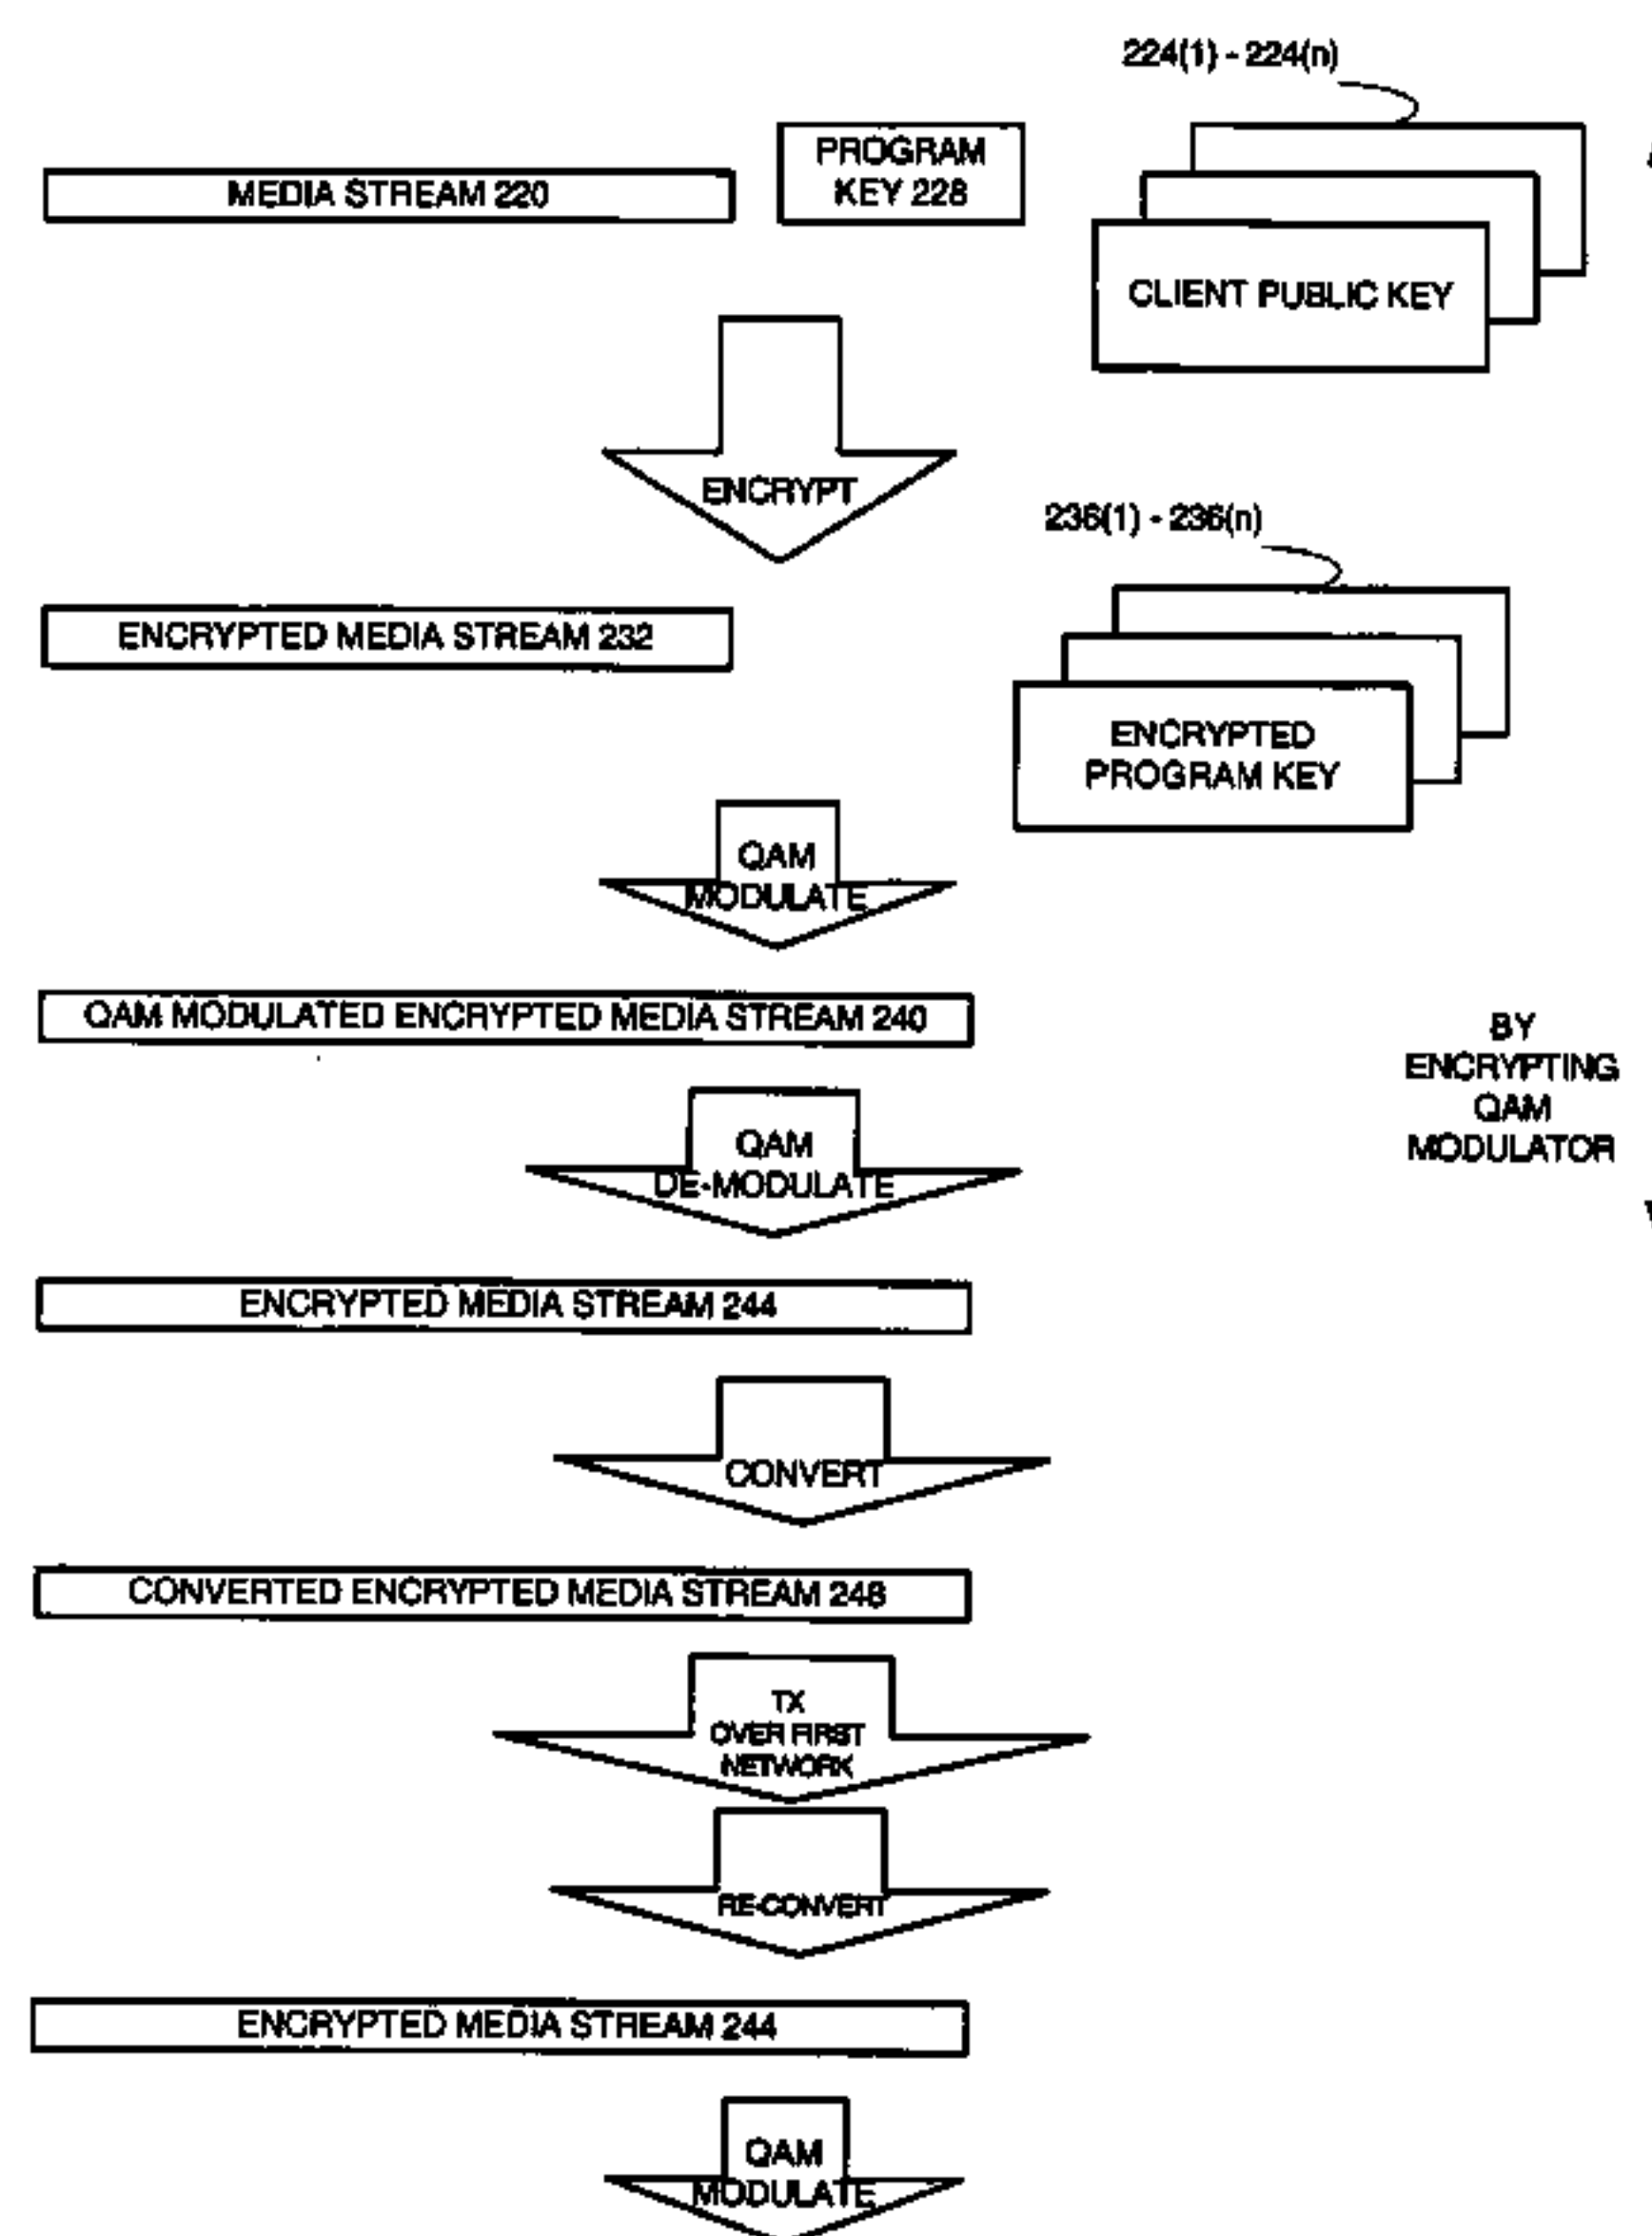 224(1) - 224(n)
PROGRAM
KEY 228
MEDIA STREAM 220
CLIENT PUBLIC KEY
ENCRYPT
236(1) - 236(n)
ENCRYPTED MEDIA STREAM 232
ENCRYPTED
PROGRAM KEY
QAM
MODULATE
QAM MODULATED ENCRYPTED MEDIA STREAM 240
BY
ENCRYPTING
QAM
MODULATOR
QAM
DE-MODULATE
ENCRYPTED MEDIA STREAM 244
CONVERT
CONVERTED ENCRYPTED MEDIA STREAM 248
TX
OVER FIRST
NETWORK
RE-CONVERT
ENCRYPTED MEDIA STREAM 244
QAM
MODULATE